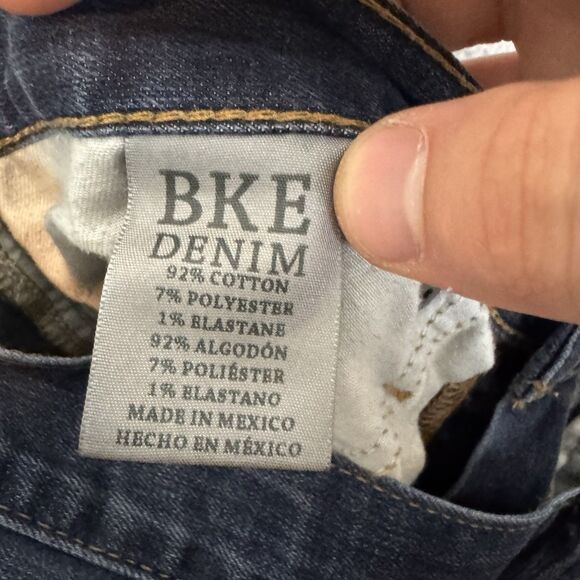 BKE
DENIM
92% COTTON
7% POLYESTER
1% ELASTANE
92% ALGODÓN
7% POLIÉSTER
1% ELASTANO
MADE IN MEXICO
HECHO EN MÉXICO